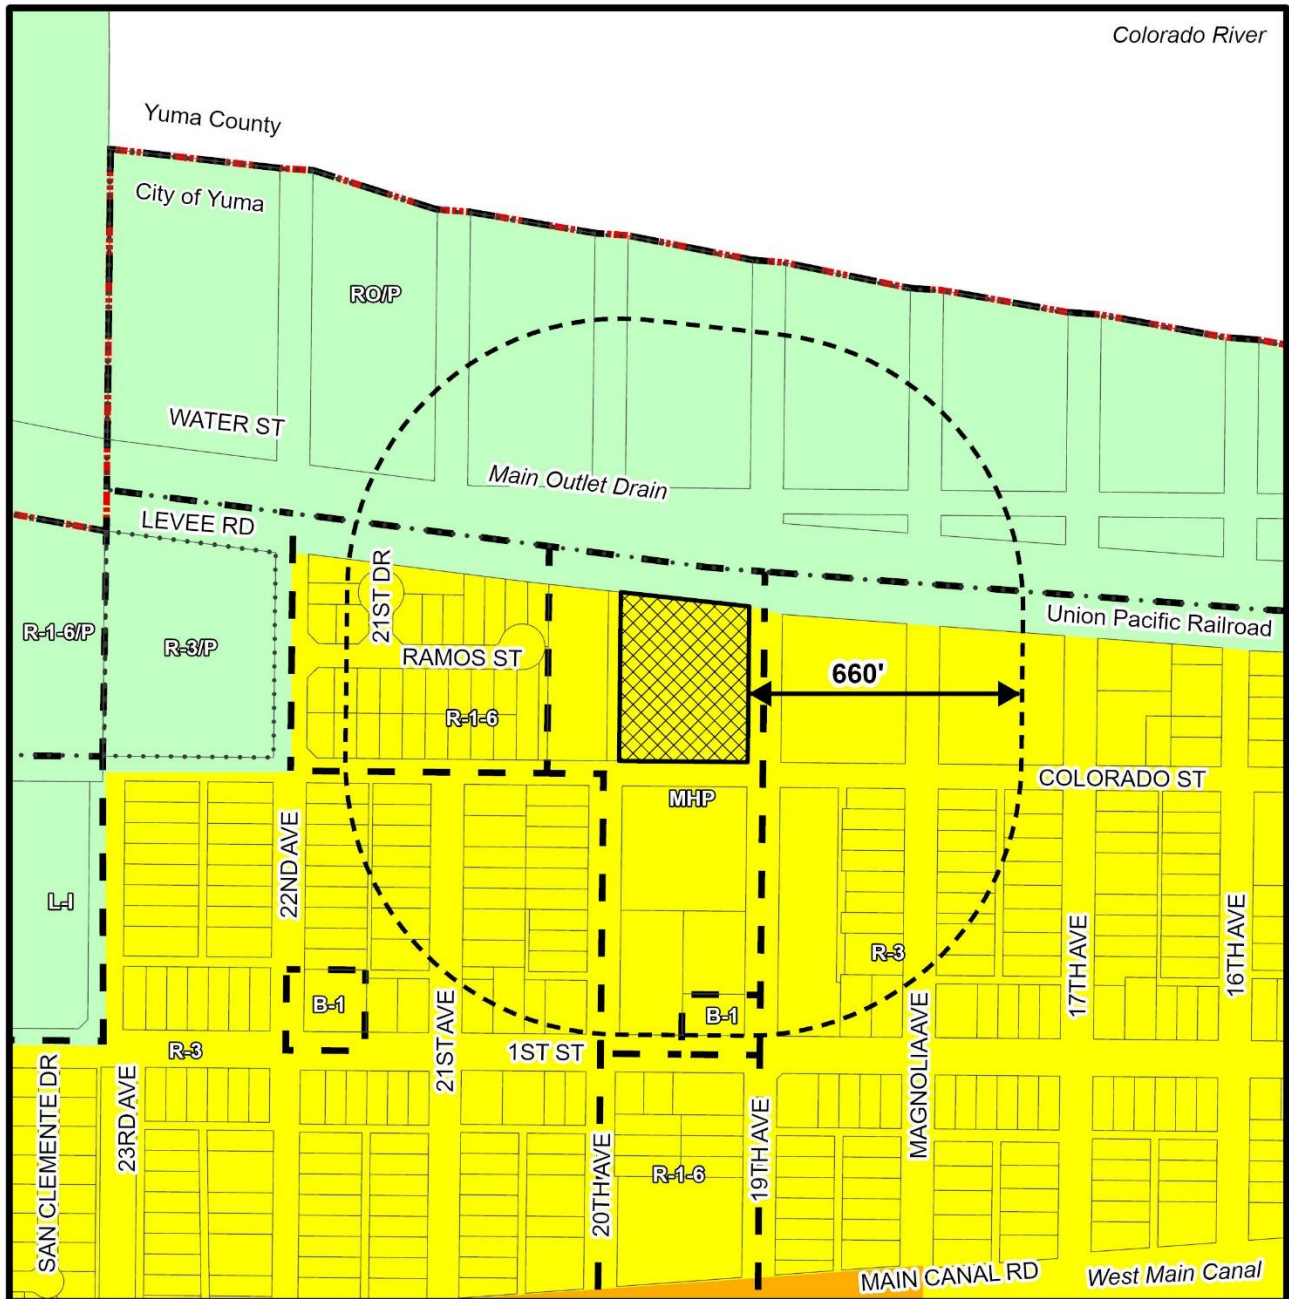 Colorado River
Yuma County
City of Yuma
RO/P
WATER ST
Main Outlet Drain
LEVEE RD
21ST DR
Union Pacific Railroad
R-1-6/P
R-3/P
RAMOS ST
660'
R-1-6
COLORADO ST
MHP
22ND AVE
L-I
16TH AVE
R-3
17TH AVE
B-1
B-1
21ST AVE
MAGNOLIA AVE
R-3
1ST ST
SAN CLEMENTE DR
23RD AVE
20TH AVE
19TH AVE
R-1-6
MAIN CANAL RD
West Main Canal